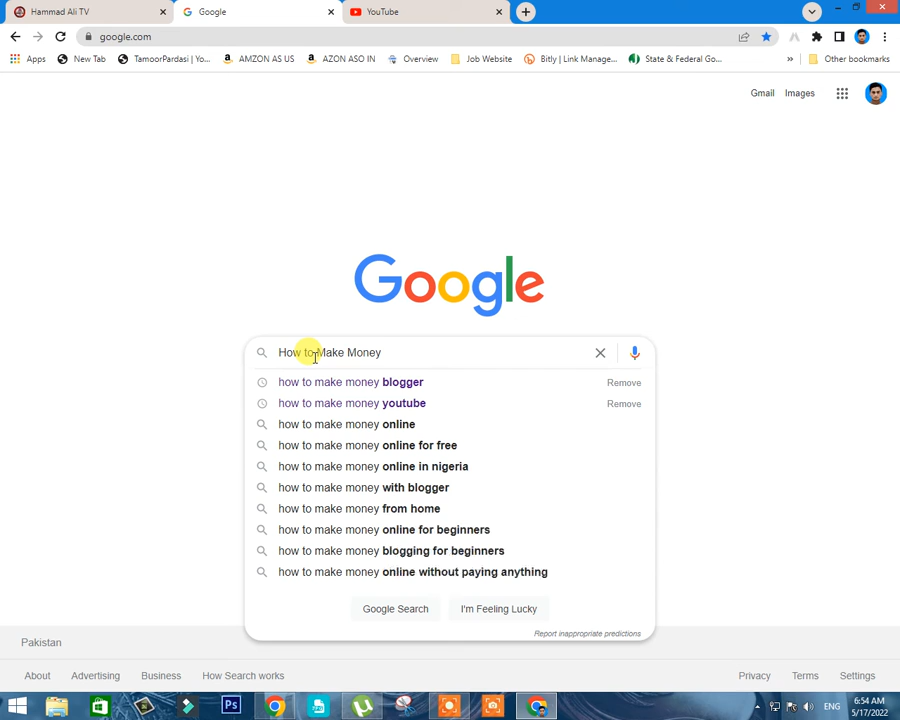 Hammad Ali TV
Google
YouTube
google.com
Apps
New Tab
TamoorPardasi | Yo...
AMZON AS US
AZON ASO IN
Overview
Job Website
Bitly | Link Manage...
State & Federal Go...
»
Other bookmarks
Gmail
Images
Google
How to Make Money
how to make money blogger
Remove
how to make money youtube
Remove
how to make money online
how to make money online for free
how to make money online in nigeria
how to make money with blogger
how to make money from home
how to make money online for beginners
how to make money blogging for beginners
how to make money online without paying anything
Google Search
I'm Feeling Lucky
Report inappropriate predictions
Pakistan
About
Advertising
Business
How Search works
Privacy
Terms
Settings
Ps
ENG
6:54 AM
5/17/2022